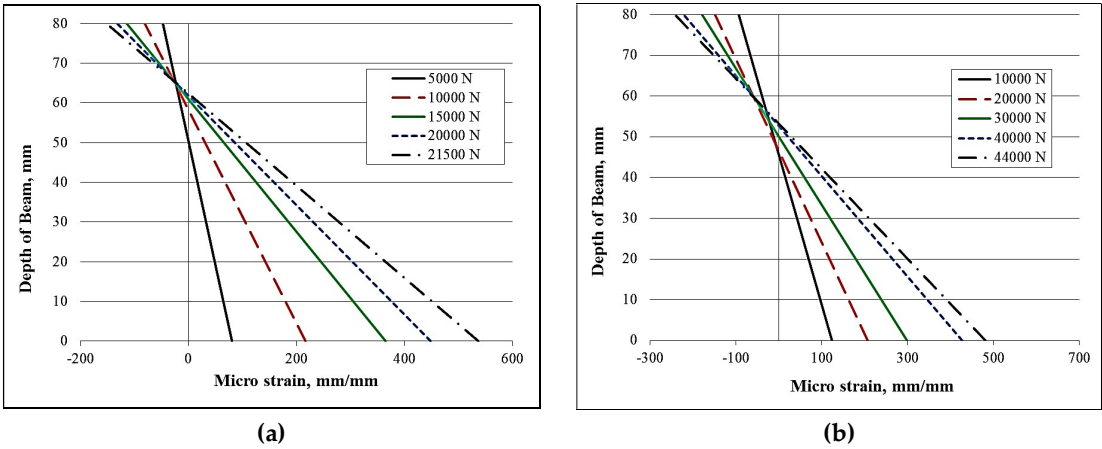 80
70
60
50
40
30
20
10
0
Depth of Beam, mm
5000 N
10000 N
15000 N
20000 N
21500 N
-200 0 200 400 600
Micro strain, mm/mm
(a)
80
70
60
50
40
30
20
10
0
Depth of Beam, mm
10000 N
20000 N
30000 N
40000 N
44000 N
-300 -100 100 300 500 700
Micro strain, mm/mm
(b)